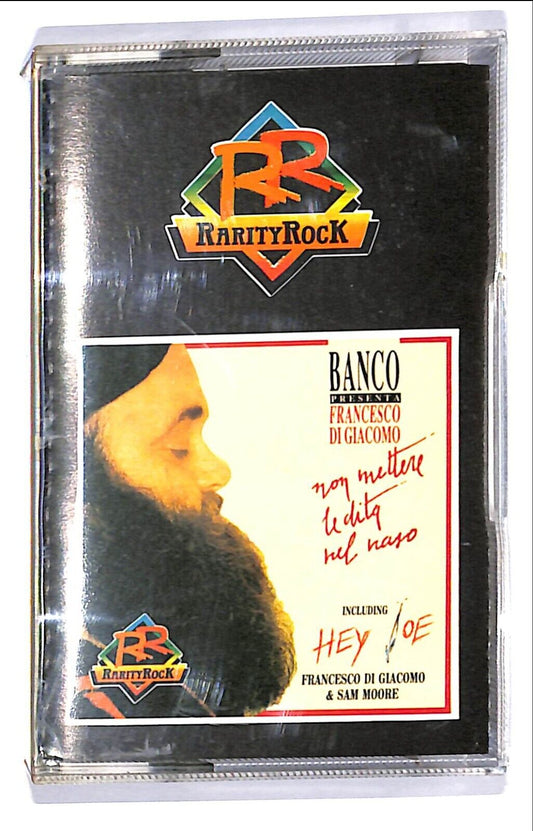 RR
RARITYROCK
BANCO
PRESENTA
FRANCESCO
DI GIACOMO
non mettere
le dita
nel naso
INCLUDING
HEY JOE
FRANCESCO DI GIACOMO
& SAM MOORE
RR
RARITYROCK